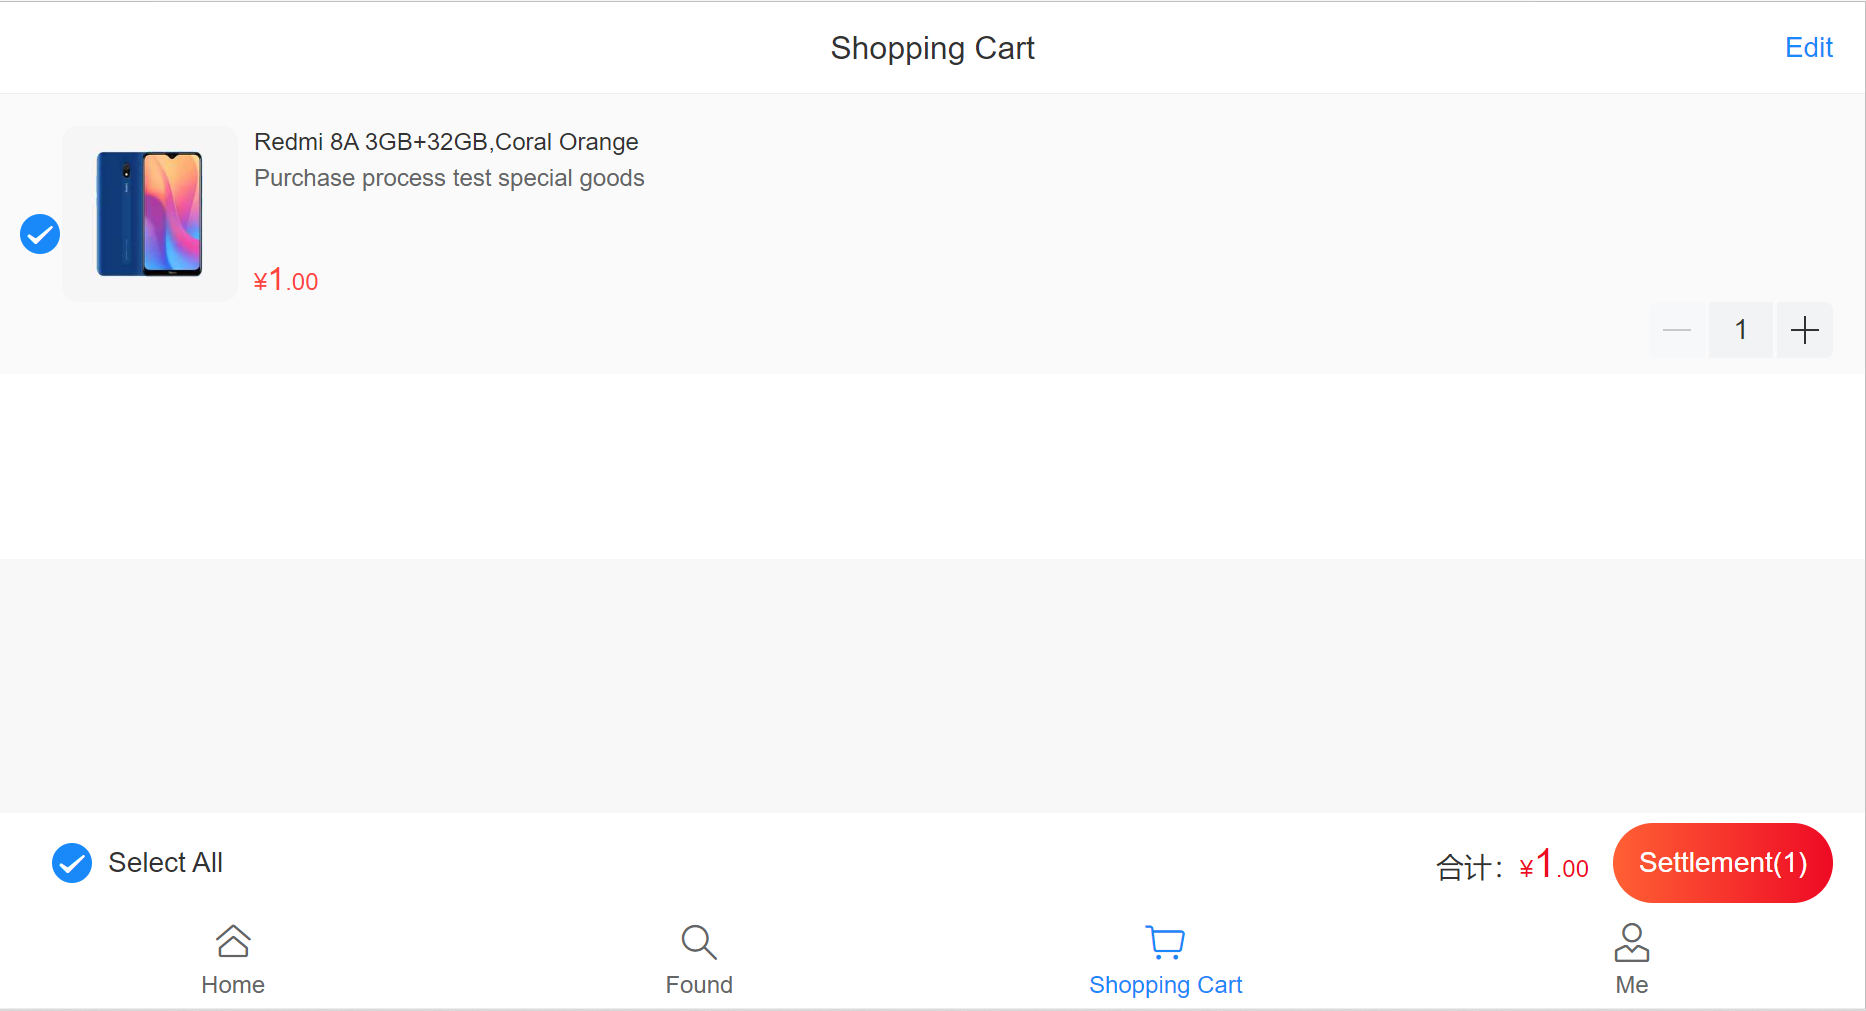 Shopping Cart
Edit
Redmi 8A 3GB+32GB,Coral Orange
Purchase process test special goods
¥1.00
1
Select All
合计：¥1.00
Settlement(1)
Home
Found
Shopping Cart
Me